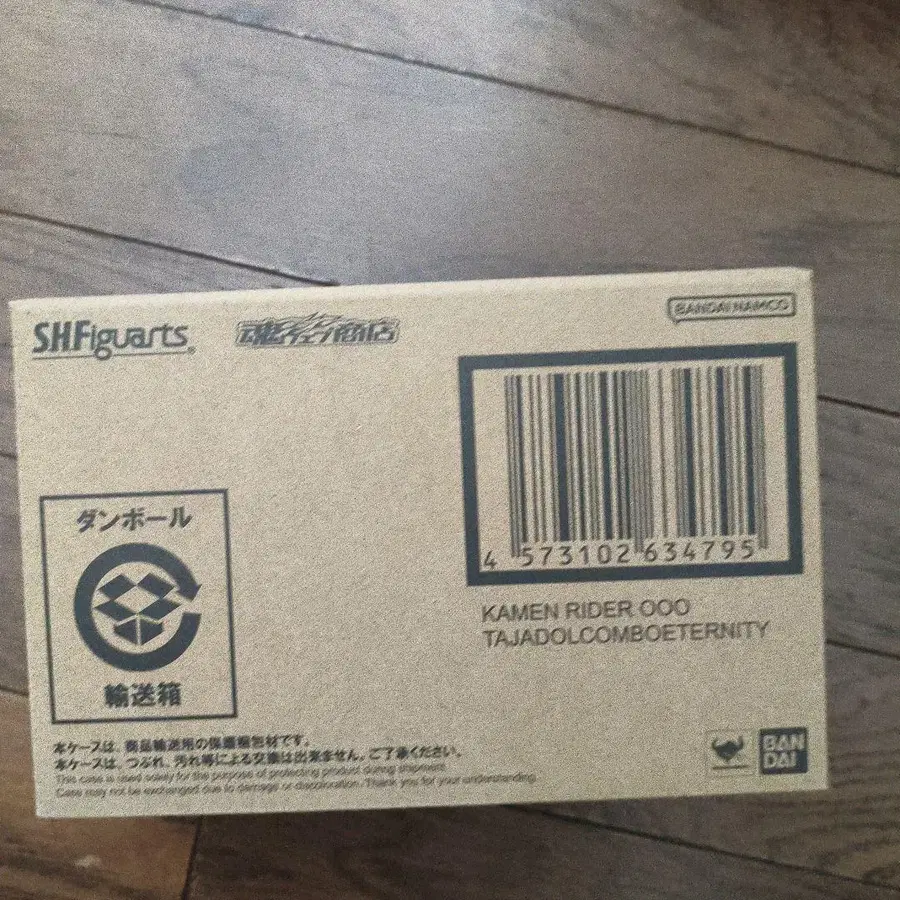 S.H.Figuarts
魂ウェブ商店
BANDAI NAMCO
4 573102 634795
KAMEN RIDER OOO
TAJADOLCOMBOETERNITY
ダンボール
輸送箱
本ケースは、商品輸送用の保護梱包材です。
本ケースは、つぶれ、汚れ等による交換は出来ません。ご了承ください。
This case is used solely for the purpose of protecting product during shipment.
Case may not be exchanged due to damage or discoloration. Thank you for your understanding.
BAN
DAI